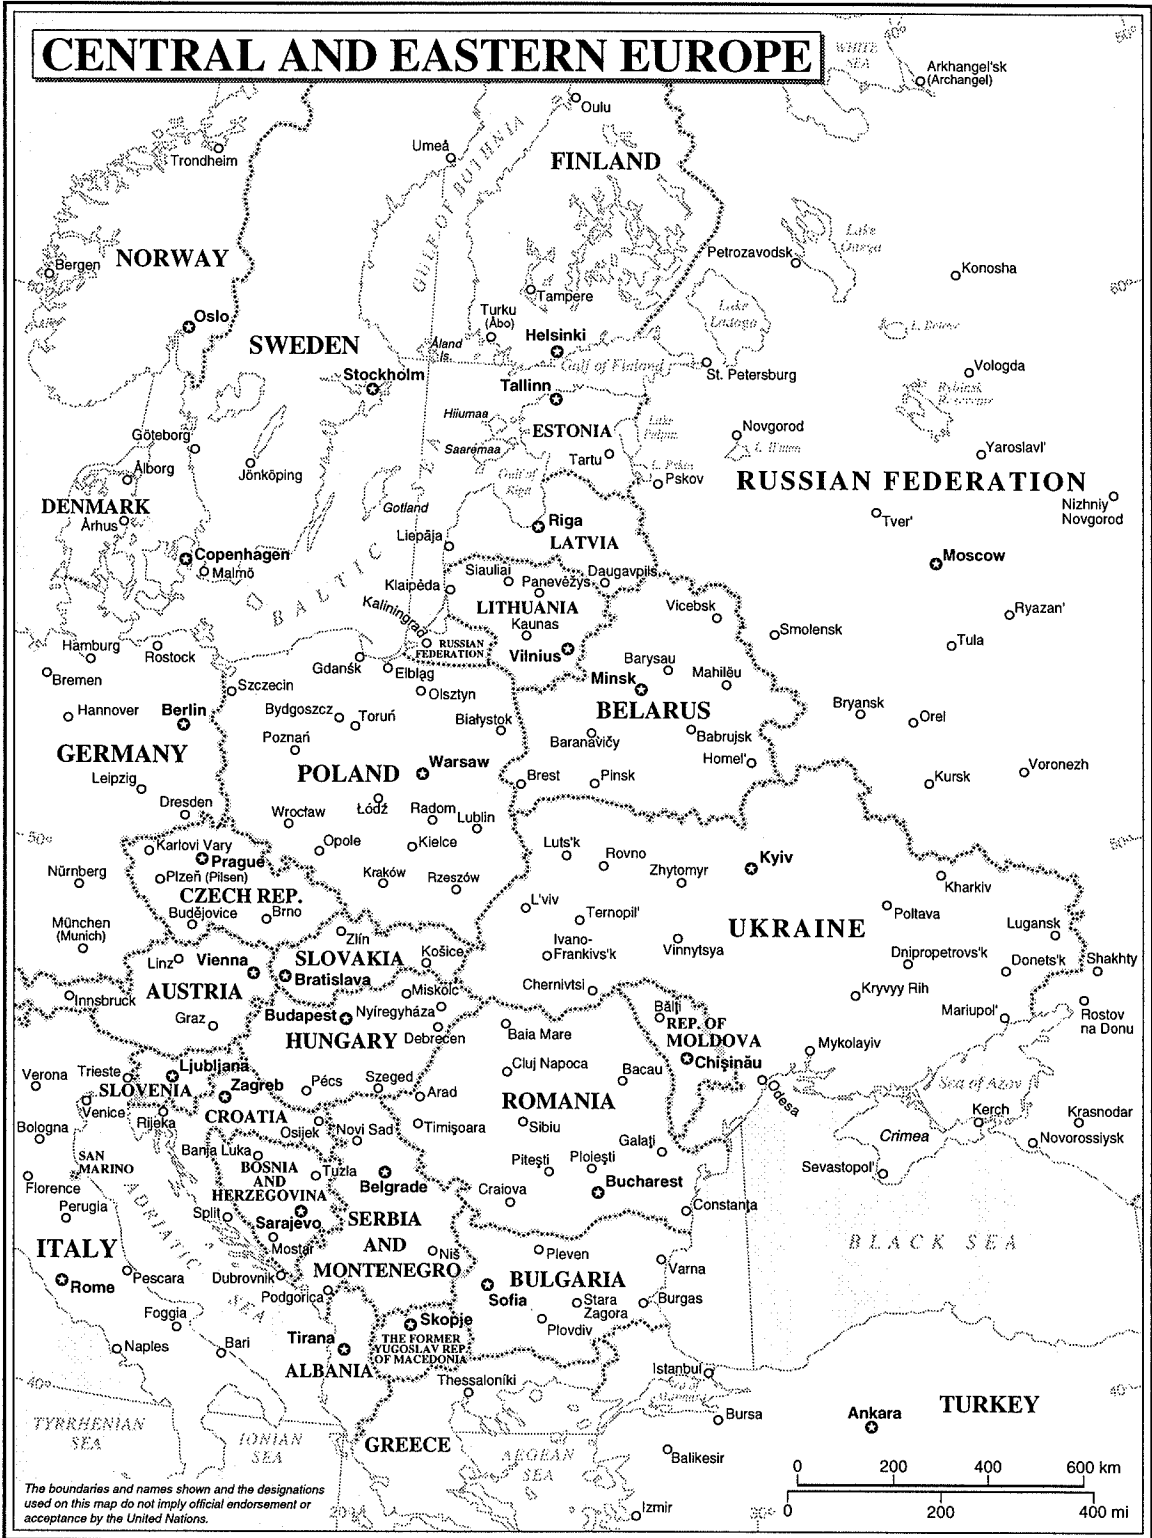 CENTRAL AND EASTERN EUROPE
WHITE
SEA
40°
50°
Arkhangel'sk
(Archangel)
Oulu
Trondheim
Umeå
GULF OF BOTHNIA
FINLAND
Lake
Onega
Petrozavodsk
Konosha
NORWAY
Bergen
60°
Tampere
Lake
Ladoga
Turku
(Åbo)
Oslo
Helsinki
SWEDEN
Åland
Is.
Gulf of Finland
St. Petersburg
Vologda
Stockholm
Tallinn
Rybinsk
Hiiumaa
ESTONIA
Lake
Novgorod
Göteborg
Saaremaa
Yaroslavl'
Ålborg
Jönköping
Tartu
Gulf of
Riga
Pskov
RUSSIAN FEDERATION
DENMARK
Gotland
Nizhniy
Novgorod
Århus
Tver'
Riga
LATVIA
Liepāja
Copenhagen
Malmö
Moscow
BALTIC
Siauliai
Panevėžys
Daugavpils
Klaipėda
Kaliningrad
LITHUANIA
Kaunas
Vicebsk
Ryazan'
Smolensk
Hamburg
Rostock
RUSSIAN
FEDERATION
Vilnius
Tula
Gdańsk
Elbląg
Barysau
Bremen
Szczecin
Olsztyn
Minsk
Mahilëu
Hannover
Berlin
Bydgoszcz
Toruń
Białystok
BELARUS
Bryansk
Orel
Poznań
Baranavičy
Babrujsk
GERMANY
Homel'
POLAND
Warsaw
Voronezh
Leipzig
Brest
Pinsk
Kursk
Dresden
Wrocław
Łódź
Radom
Lublin
50°
50°
Karlovi Vary
Opole
Kielce
Luts'k
Rovno
Kyiv
Prague
Nürnberg
Plzeň (Pilsen)
Kraków
Rzeszów
Zhytomyr
Kharkiv
CZECH REP.
L'viv
Budějovice
Brno
Ternopil'
Poltava
München
(Munich)
UKRAINE
Lugansk
Zlín
Ivano-
Frankivs'k
Vinnytsya
Linz
Vienna
SLOVAKIA
Košice
Dnipropetrovs'k
Donets'k
Shakhty
Bratislava
AUSTRIA
Miskolc
Chernivtsi
Kryvyy Rih
Innsbruck
Budapest
Nyíregyháza
Bălți
Mariupol'
Rostov
na Donu
Graz
HUNGARY
Debrecen
Baia Mare
REP. OF
MOLDOVA
Mykolayiv
Chişinău
Ljubljana
Cluj Napoca
Verona
Trieste
Zagreb
Pécs
Szeged
Bacau
Sea of Azov
SLOVENIA
Arad
Odesa
Venice
ROMANIA
Kerch
Krasnodar
Rijeka
CROATIA
Bologna
Osijek
Novi Sad
Timişoara
Sibiu
Crimea
Novorossiysk
Galaţi
SAN
MARINO
Banja Luka
BOSNIA
AND
HERZEGOVINA
Tuzla
Piteşti
Ploieşti
Sevastopol'
Florence
Belgrade
Bucharest
Craiova
Perugia
ADRIATIC
SEA
Split
Sarajevo
SERBIA
AND
MONTENEGRO
Constanţa
BLACK SEA
ITALY
Mostar
Niš
Pleven
Varna
Rome
Pescara
Dubrovnik
BULGARIA
Podgorica
Sofia
Stara
Zagora
Burgas
Foggia
Skopje
Plovdiv
Naples
Bari
Tirana
THE FORMER
YUGOSLAV REP.
OF MACEDONIA
ALBANIA
Istanbul
40°
Thessaloníki
40°
TURKEY
TYRRHENIAN
SEA
Bursa
Ankara
IONIAN
SEA
GREECE
AEGEAN
SEA
Balikesir
0 200 400 600 km
The boundaries and names shown and the designations
used on this map do not imply official endorsement or
acceptance by the United Nations.
20°
Izmir
30°
0 200 400 mi